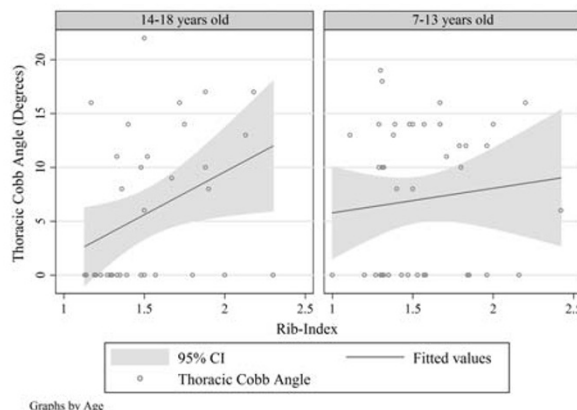 14-18 years old
7-13 years old
Thoracic Cobb Angle (Degrees)
20
15
10
5
0
1
1.5
2
2.5
1
1.5
2
2.5
Rib-Index
95% CI
Fitted values
Thoracic Cobb Angle
Graphs by Age